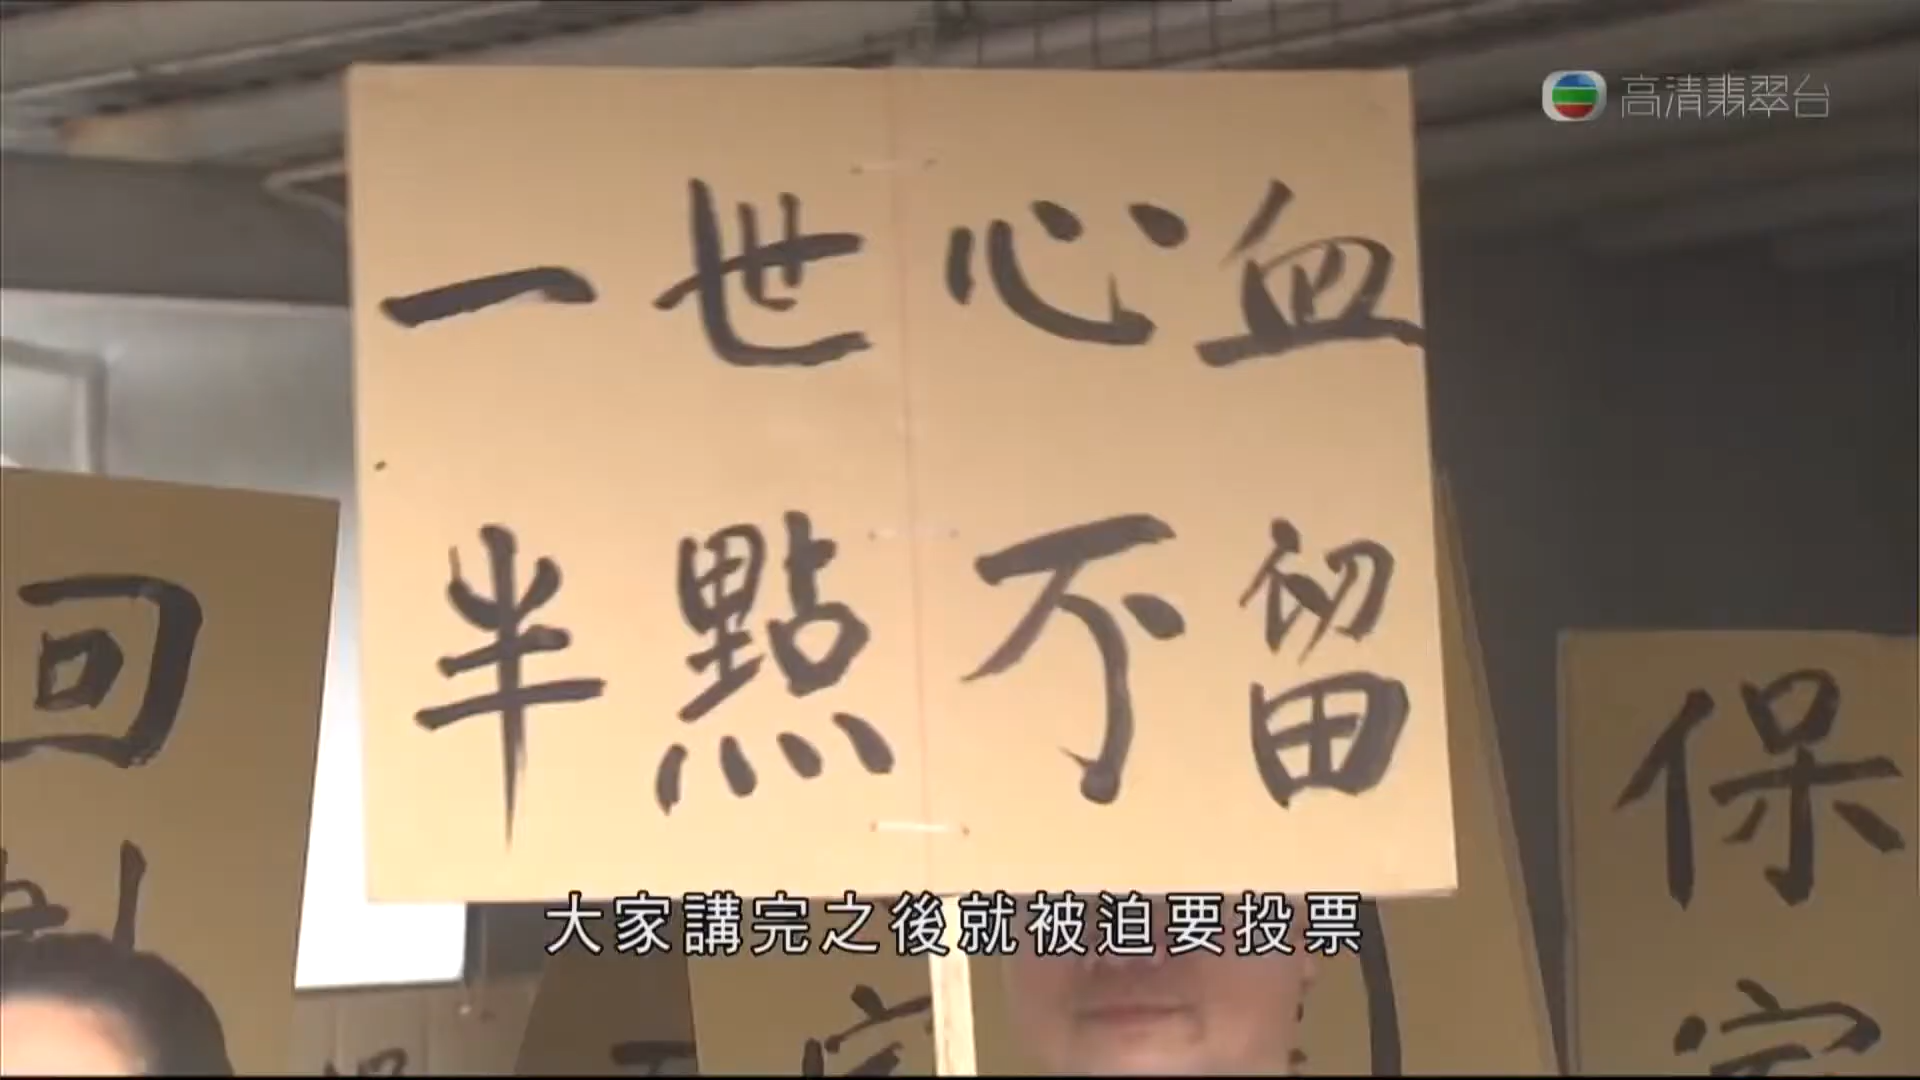 高清翡翠台
一世心血
半點不留
回
保
家
大家講完之後就被迫要投票